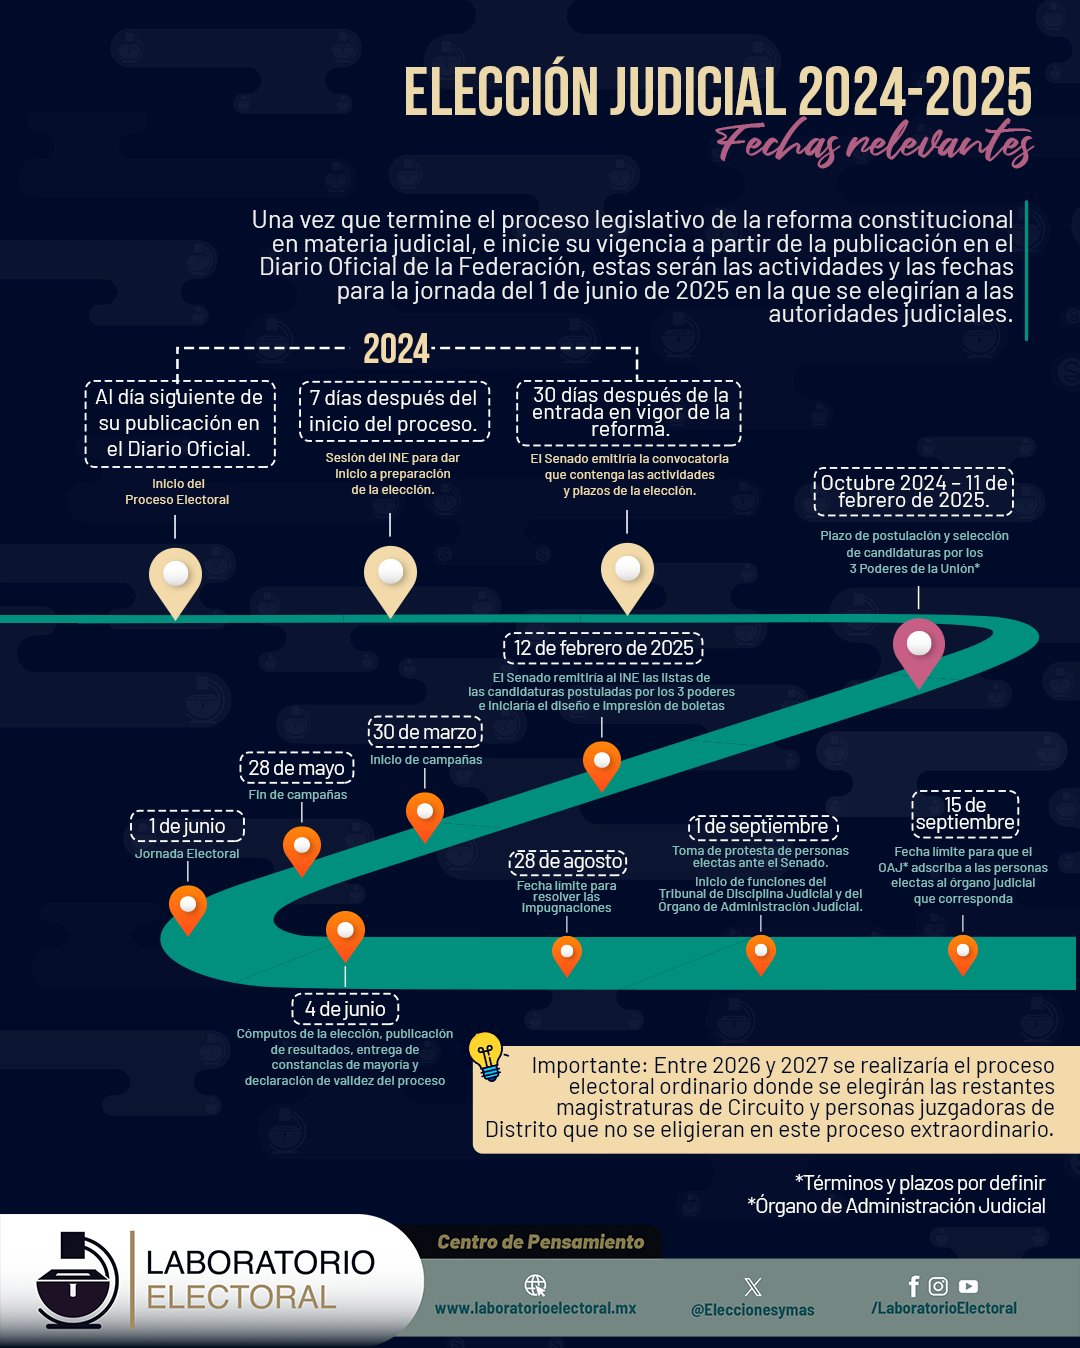 ELECCIÓN JUDICIAL 2024-2025
Fechas relevantes
Una vez que termine el proceso legislativo de la reforma constitucional
en materia judicial, e inicie su vigencia a partir de la publicación en el
Diario Oficial de la Federación, estas serán las actividades y las fechas
para la jornada del 1 de junio de 2025 en la que se elegirían a las
autoridades judiciales.
2024
Al día siguiente de
su publicación en
el Diario Oficial.
Inicio del
Proceso Electoral
7 días después del
inicio del proceso.
Sesión del INE para dar
Inicio a preparación
de la elección.
30 días después de la
entrada en vigor de la
reforma.
El Senado emitiría la convocatoria
que contenga las actividades
y plazos de la elección.
Octubre 2024 – 11 de
febrero de 2025.
Plazo de postulación y selección
de candidaturas por los
3 Poderes de la Unión*
12 de febrero de 2025
El Senado remitiría al INE las listas de
las candidaturas postuladas por los 3 poderes
e iniciaría el diseño e impresión de boletas
30 de marzo
Inicio de campañas
28 de mayo
Fin de campañas
1 de junio
Jornada Electoral
4 de junio
Cómputos de la elección, publicación
de resultados, entrega de
constancias de mayoría y
declaración de validez del proceso
28 de agosto
Fecha límite para
resolver las
impugnaciones
1 de septiembre
Toma de protesta de personas
electas ante el Senado.
Inicio de funciones del
Tribunal de Disciplina Judicial y del
Órgano de Administración Judicial.
15 de
septiembre
Fecha límite para que el
OAJ* adscriba a las personas
electas al órgano judicial
que corresponda
Importante: Entre 2026 y 2027 se realizaría el proceso
electoral ordinario donde se elegirán las restantes
magistraturas de Circuito y personas juzgadoras de
Distrito que no se eligieran en este proceso extraordinario.
*Términos y plazos por definir
*Órgano de Administración Judicial
LABORATORIO
ELECTORAL
Centro de Pensamiento
www.laboratorioelectoral.mx
@Eleccionesymas
/LaboratorioElectoral